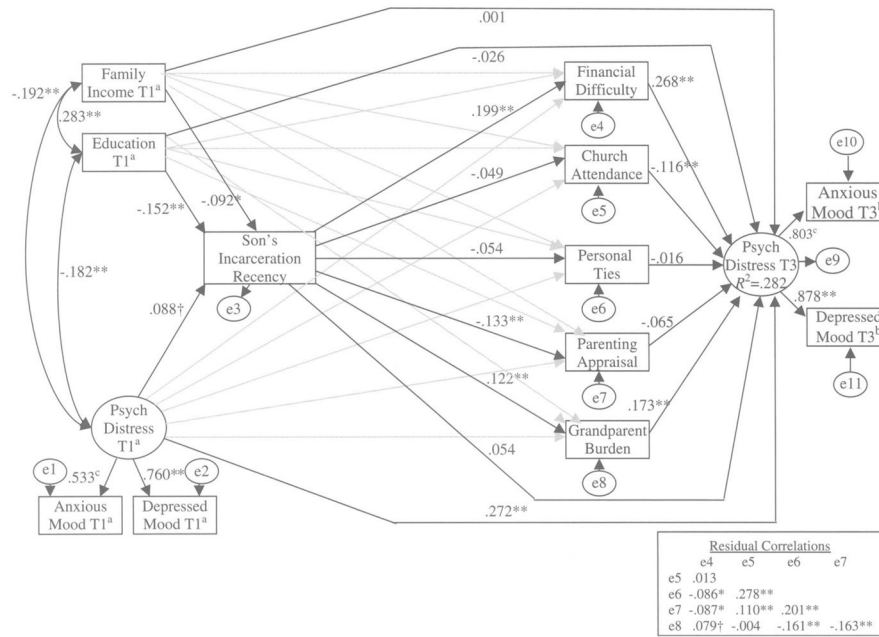 .001
Family
Income T1a
-.026
Financial
Difficulty
-.192**
.283**
.268**
.199**
e4
Education
T1a
e10
Church
Attendance
-.049
-.116**
Anxious
Mood T3b
-.092*
-.152**
e5
.803c
Son's
Incarceration
Recency
Psych
Distress T3
R2=.282
-.054
Personal
Ties
-.016
e9
-.182**
e3
e6
.878**
.088†
Depressed
Mood T3b
-.133**
Parenting
Appraisal
-.065
.122**
e7
e11
Psych
Distress
T1a
.173**
Grandparent
Burden
.054
e1
.533c
.760**
e2
e8
Anxious
Mood T1a
Depressed
Mood T1a
.272**
Residual Correlations
e4 e5 e6 e7
e5 .013
e6 -.086* .278**
e7 -.087* .110** .201**
e8 .079† -.004 -.161** -.163**